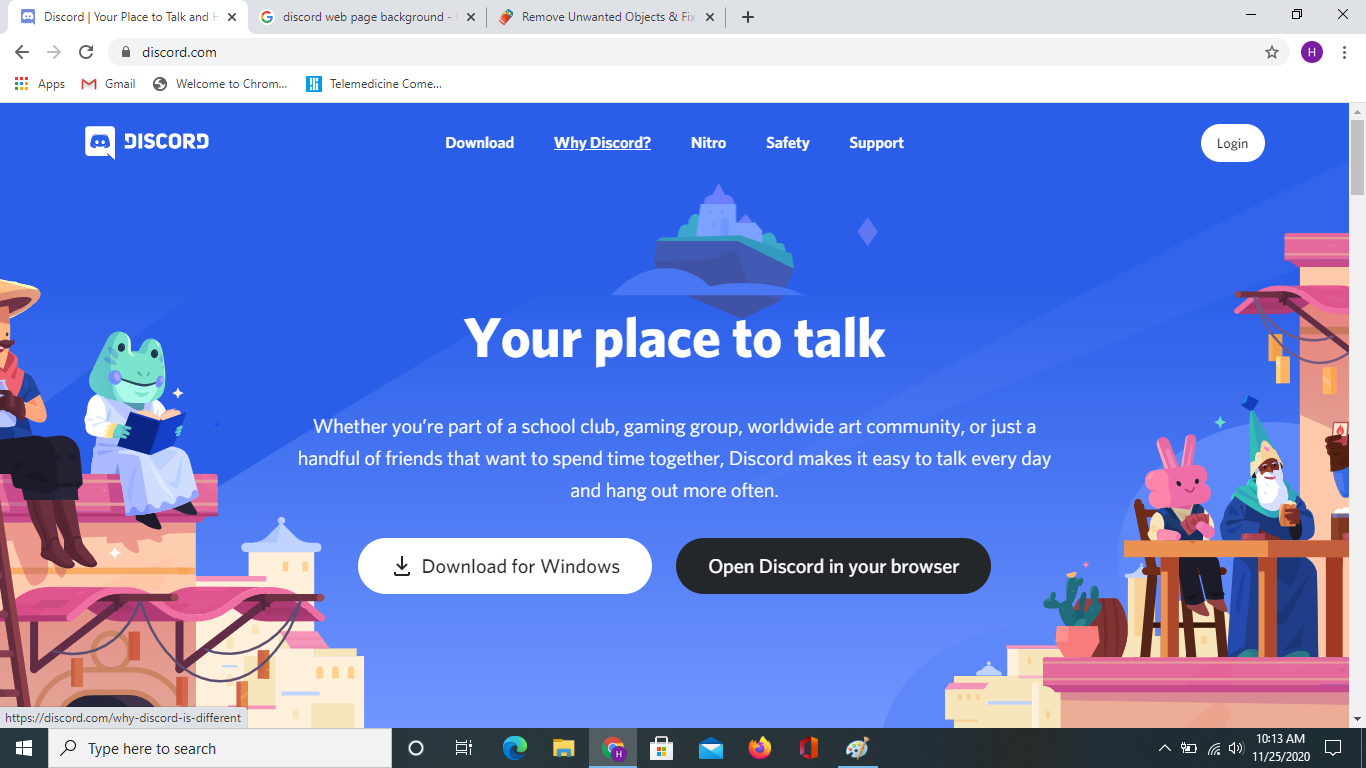 Discord | Your Place to Talk and H
discord web page background -
Remove Unwanted Objects & Fix
discord.com
H
Apps
Gmail
Welcome to Chrom...
Telemedicine Come...
DISCORD
Download
Why Discord?
Nitro
Safety
Support
Login
Your place to talk
Whether you're part of a school club, gaming group, worldwide art community, or just a
handful of friends that want to spend time together, Discord makes it easy to talk every day
and hang out more often.
Download for Windows
Open Discord in your browser
https://discord.com/why-discord-is-different
Type here to search
H
10:13 AM
11/25/2020